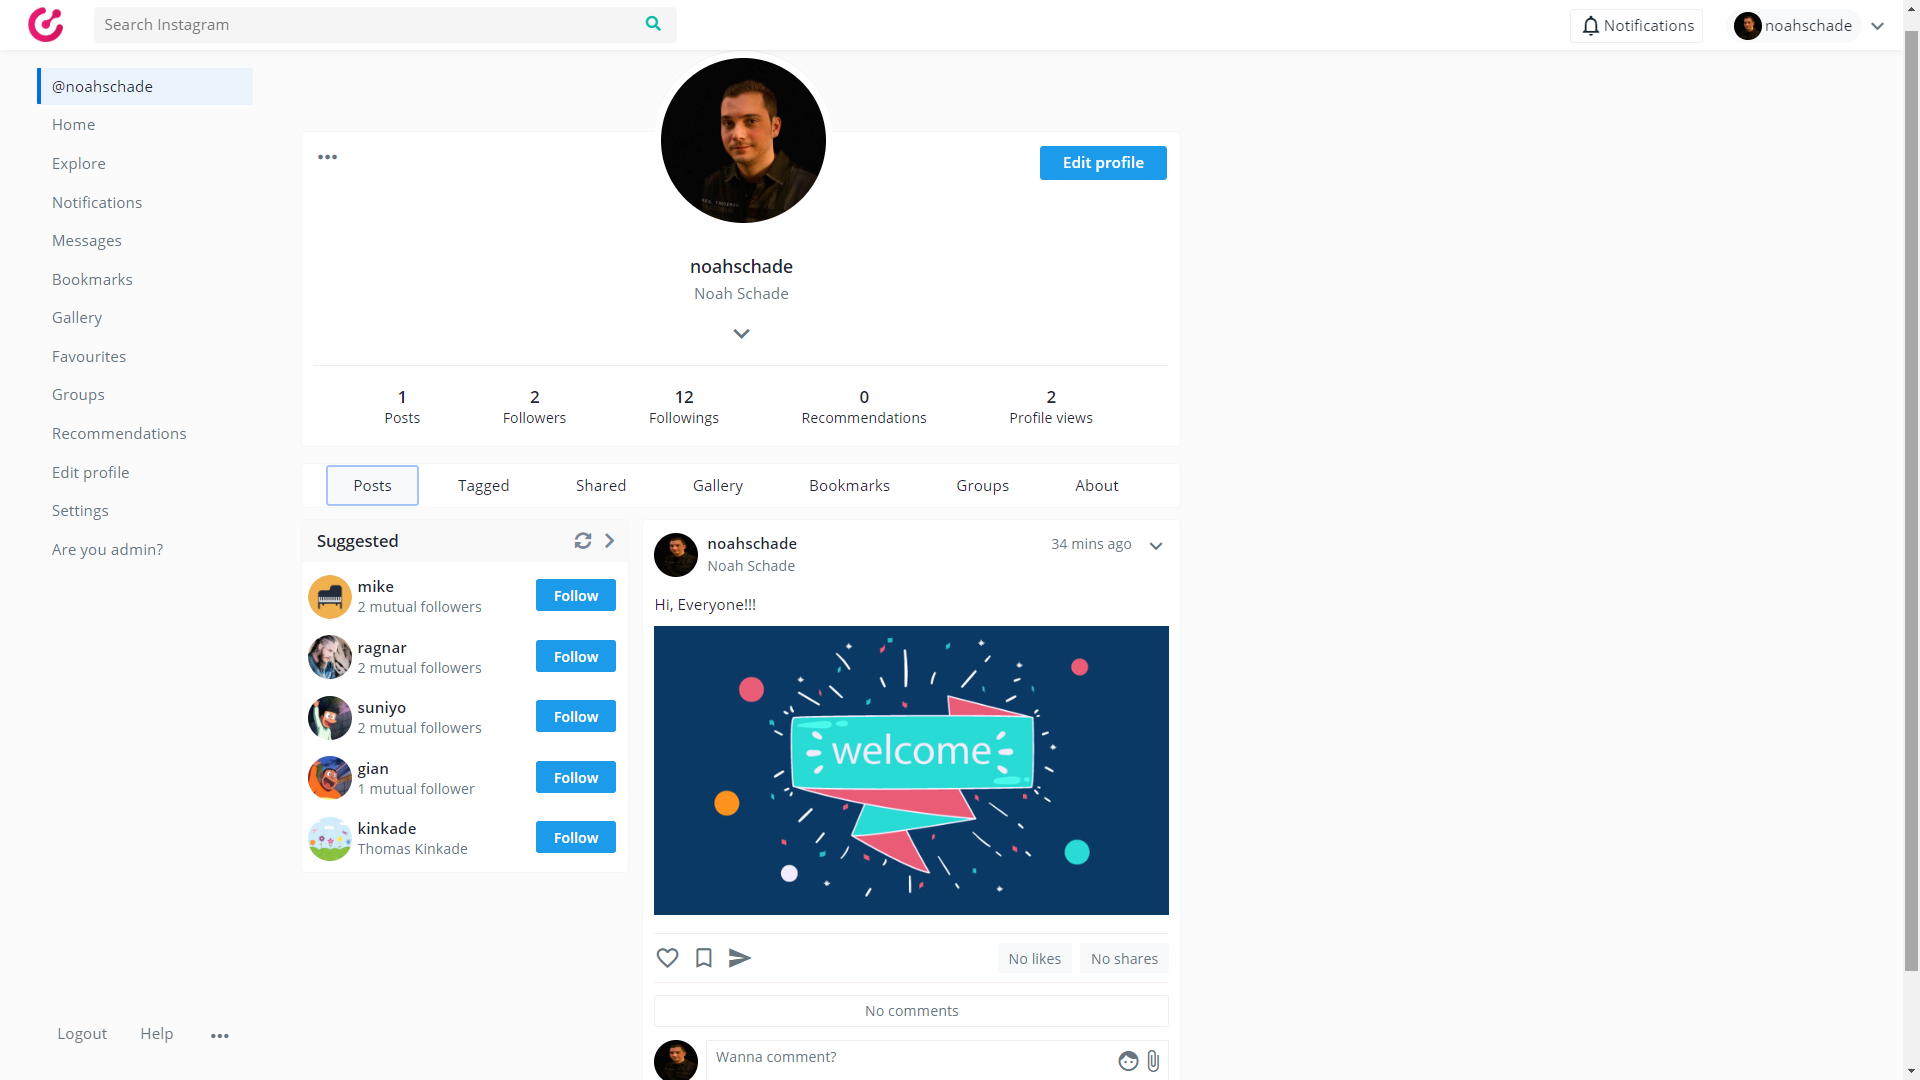 Search Instagram
Notifications
noahschade
@noahschade
Home
Explore
Notifications
Messages
Bookmarks
Gallery
Favourites
Groups
Recommendations
Edit profile
Settings
Are you admin?
Logout Help
Edit profile
noahschade
Noah Schade
1 2 12 0 2
Posts Followers Followings Recommendations Profile views
Posts Tagged Shared Gallery Bookmarks Groups About
Suggested
mike
2 mutual followers
Follow
ragnar
2 mutual followers
Follow
suniyo
2 mutual followers
Follow
gian
1 mutual follower
Follow
kinkade
Thomas Kinkade
Follow
noahschade
Noah Schade
34 mins ago
Hi, Everyone!!!
welcome
No likes No shares
No comments
Wanna comment?